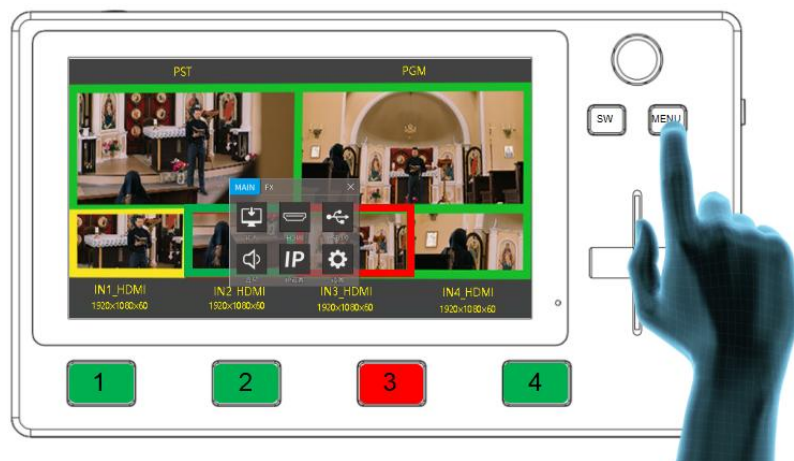 PST
PGM
SW
MENU
MAIN FX ×
IP
IN1_HDMI
IN2_HDMI
IN3_HDMI
IN4_HDMI
1920×1080×60
1920×1080×60
1920×1080×60
1920×1080×60
1
2
3
4